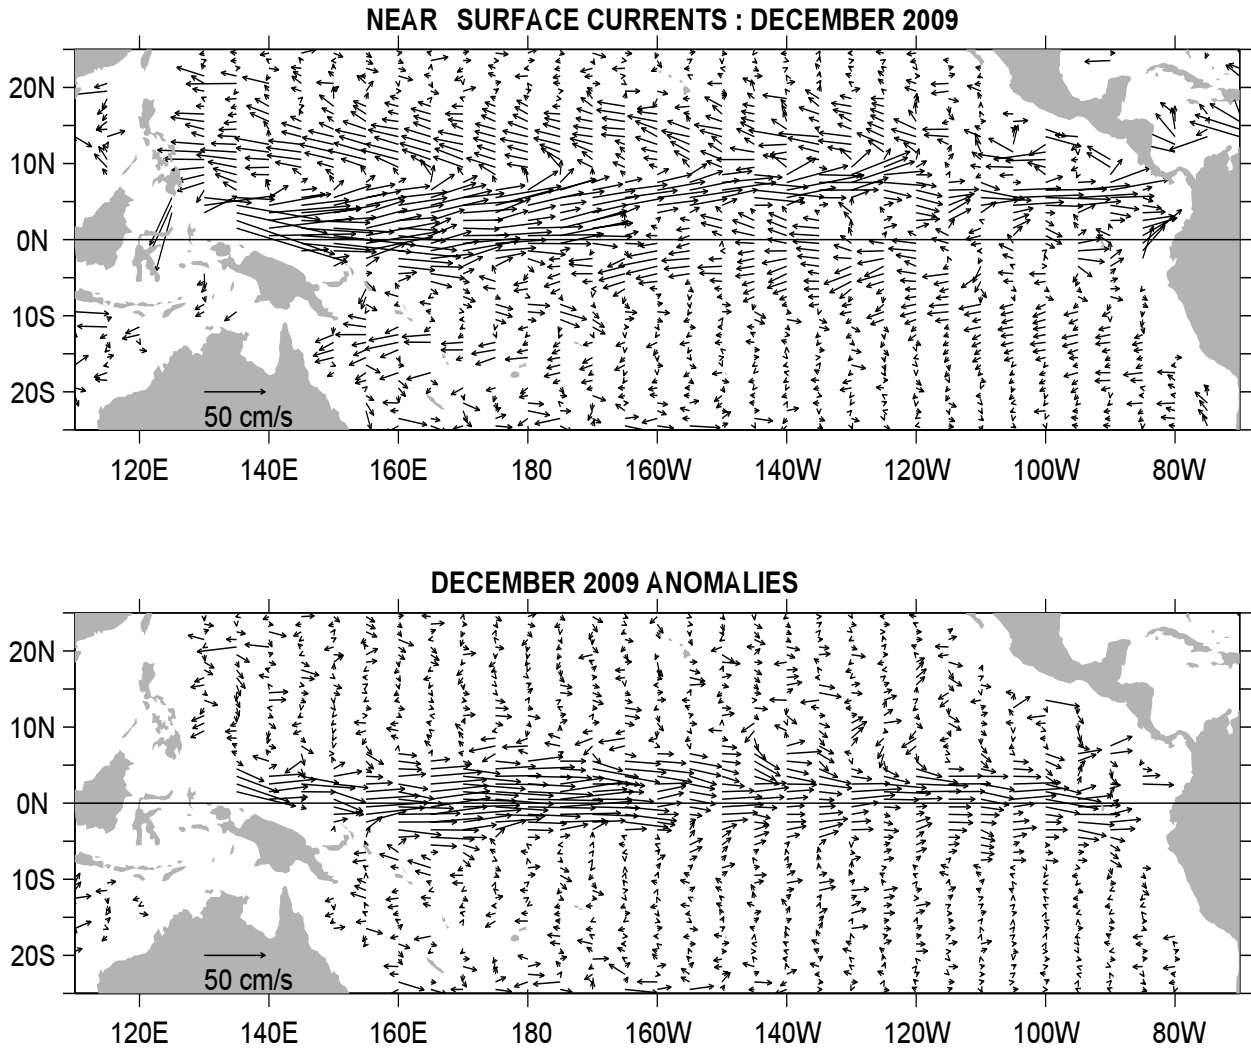 NEAR SURFACE CURRENTS : DECEMBER 2009
20N
10N
0N
10S
20S
50 cm/s
120E 140E 160E 180 160W 140W 120W 100W 80W
DECEMBER 2009 ANOMALIES
20N
10N
0N
10S
20S
50 cm/s
120E 140E 160E 180 160W 140W 120W 100W 80W